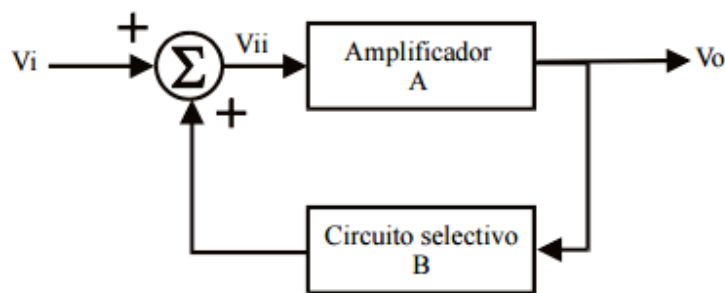 +
Vi
Σ
Vii
+
Amplificador
A
Vo
Circuito selectivo
B